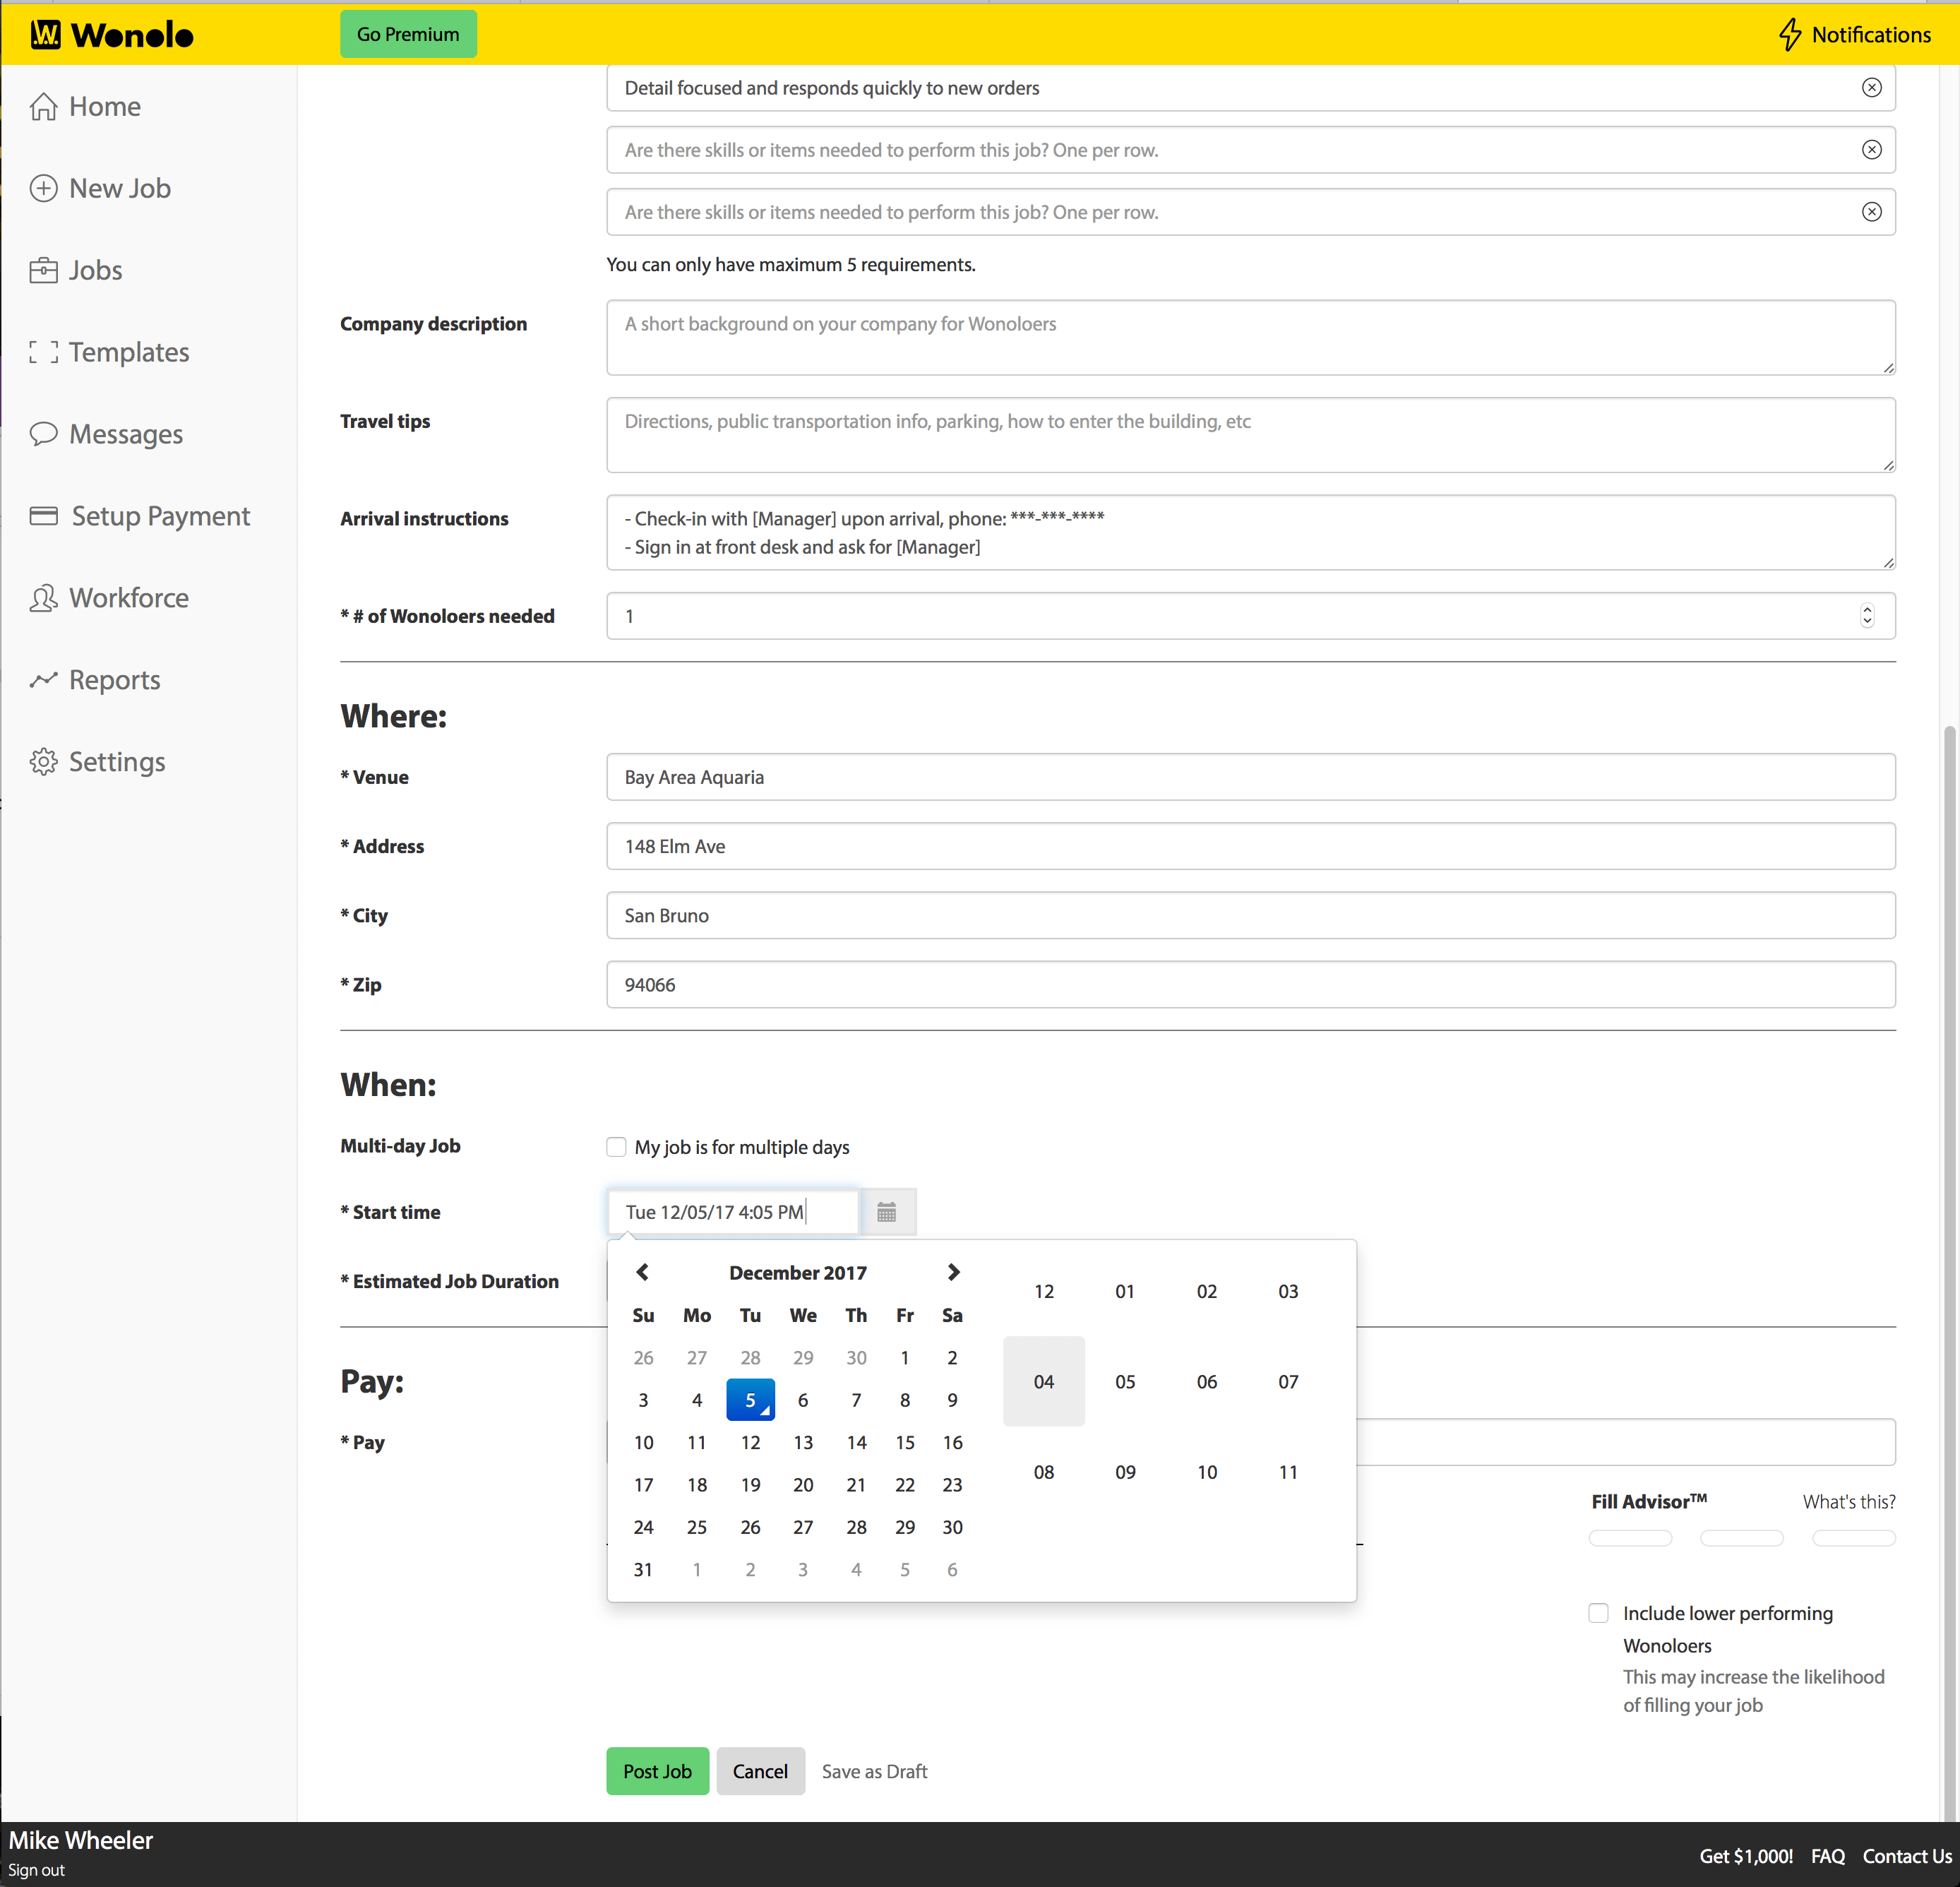 W. Wonolo
Go Premium
Notifications
Home
New Job
Jobs
Templates
Messages
Setup Payment
Workforce
Reports
Settings
Detail focused and responds quickly to new orders
Are there skills or items needed to perform this job? One per row.
Are there skills or items needed to perform this job? One per row.
You can only have maximum 5 requirements.
Company description
A short background on your company for Wonoloers
Travel tips
Directions, public transportation info, parking, how to enter the building, etc
Arrival instructions
- Check-in with [Manager] upon arrival, phone: ***-***-****
- Sign in at front desk and ask for [Manager]
* # of Wonoloers needed
1
Where:
* Venue
Bay Area Aquaria
* Address
148 Elm Ave
* City
San Bruno
* Zip
94066
When:
Multi-day Job
My job is for multiple days
* Start time
Tue 12/05/17 4:05 PM
* Estimated Job Duration
December 2017
Su Mo Tu We Th Fr Sa
26 27 28 29 30 1 2
3 4 5 6 7 8 9
10 11 12 13 14 15 16
17 18 19 20 21 22 23
24 25 26 27 28 29 30
31 1 2 3 4 5 6
12 01 02 03
04 05 06 07
08 09 10 11
Pay:
* Pay
Fill Advisor™
What's this?
Include lower performing
Wonoloers
This may increase the likelihood
of filling your job
Post Job
Cancel
Save as Draft
Mike Wheeler
Sign out
Get $1,000!
FAQ
Contact Us